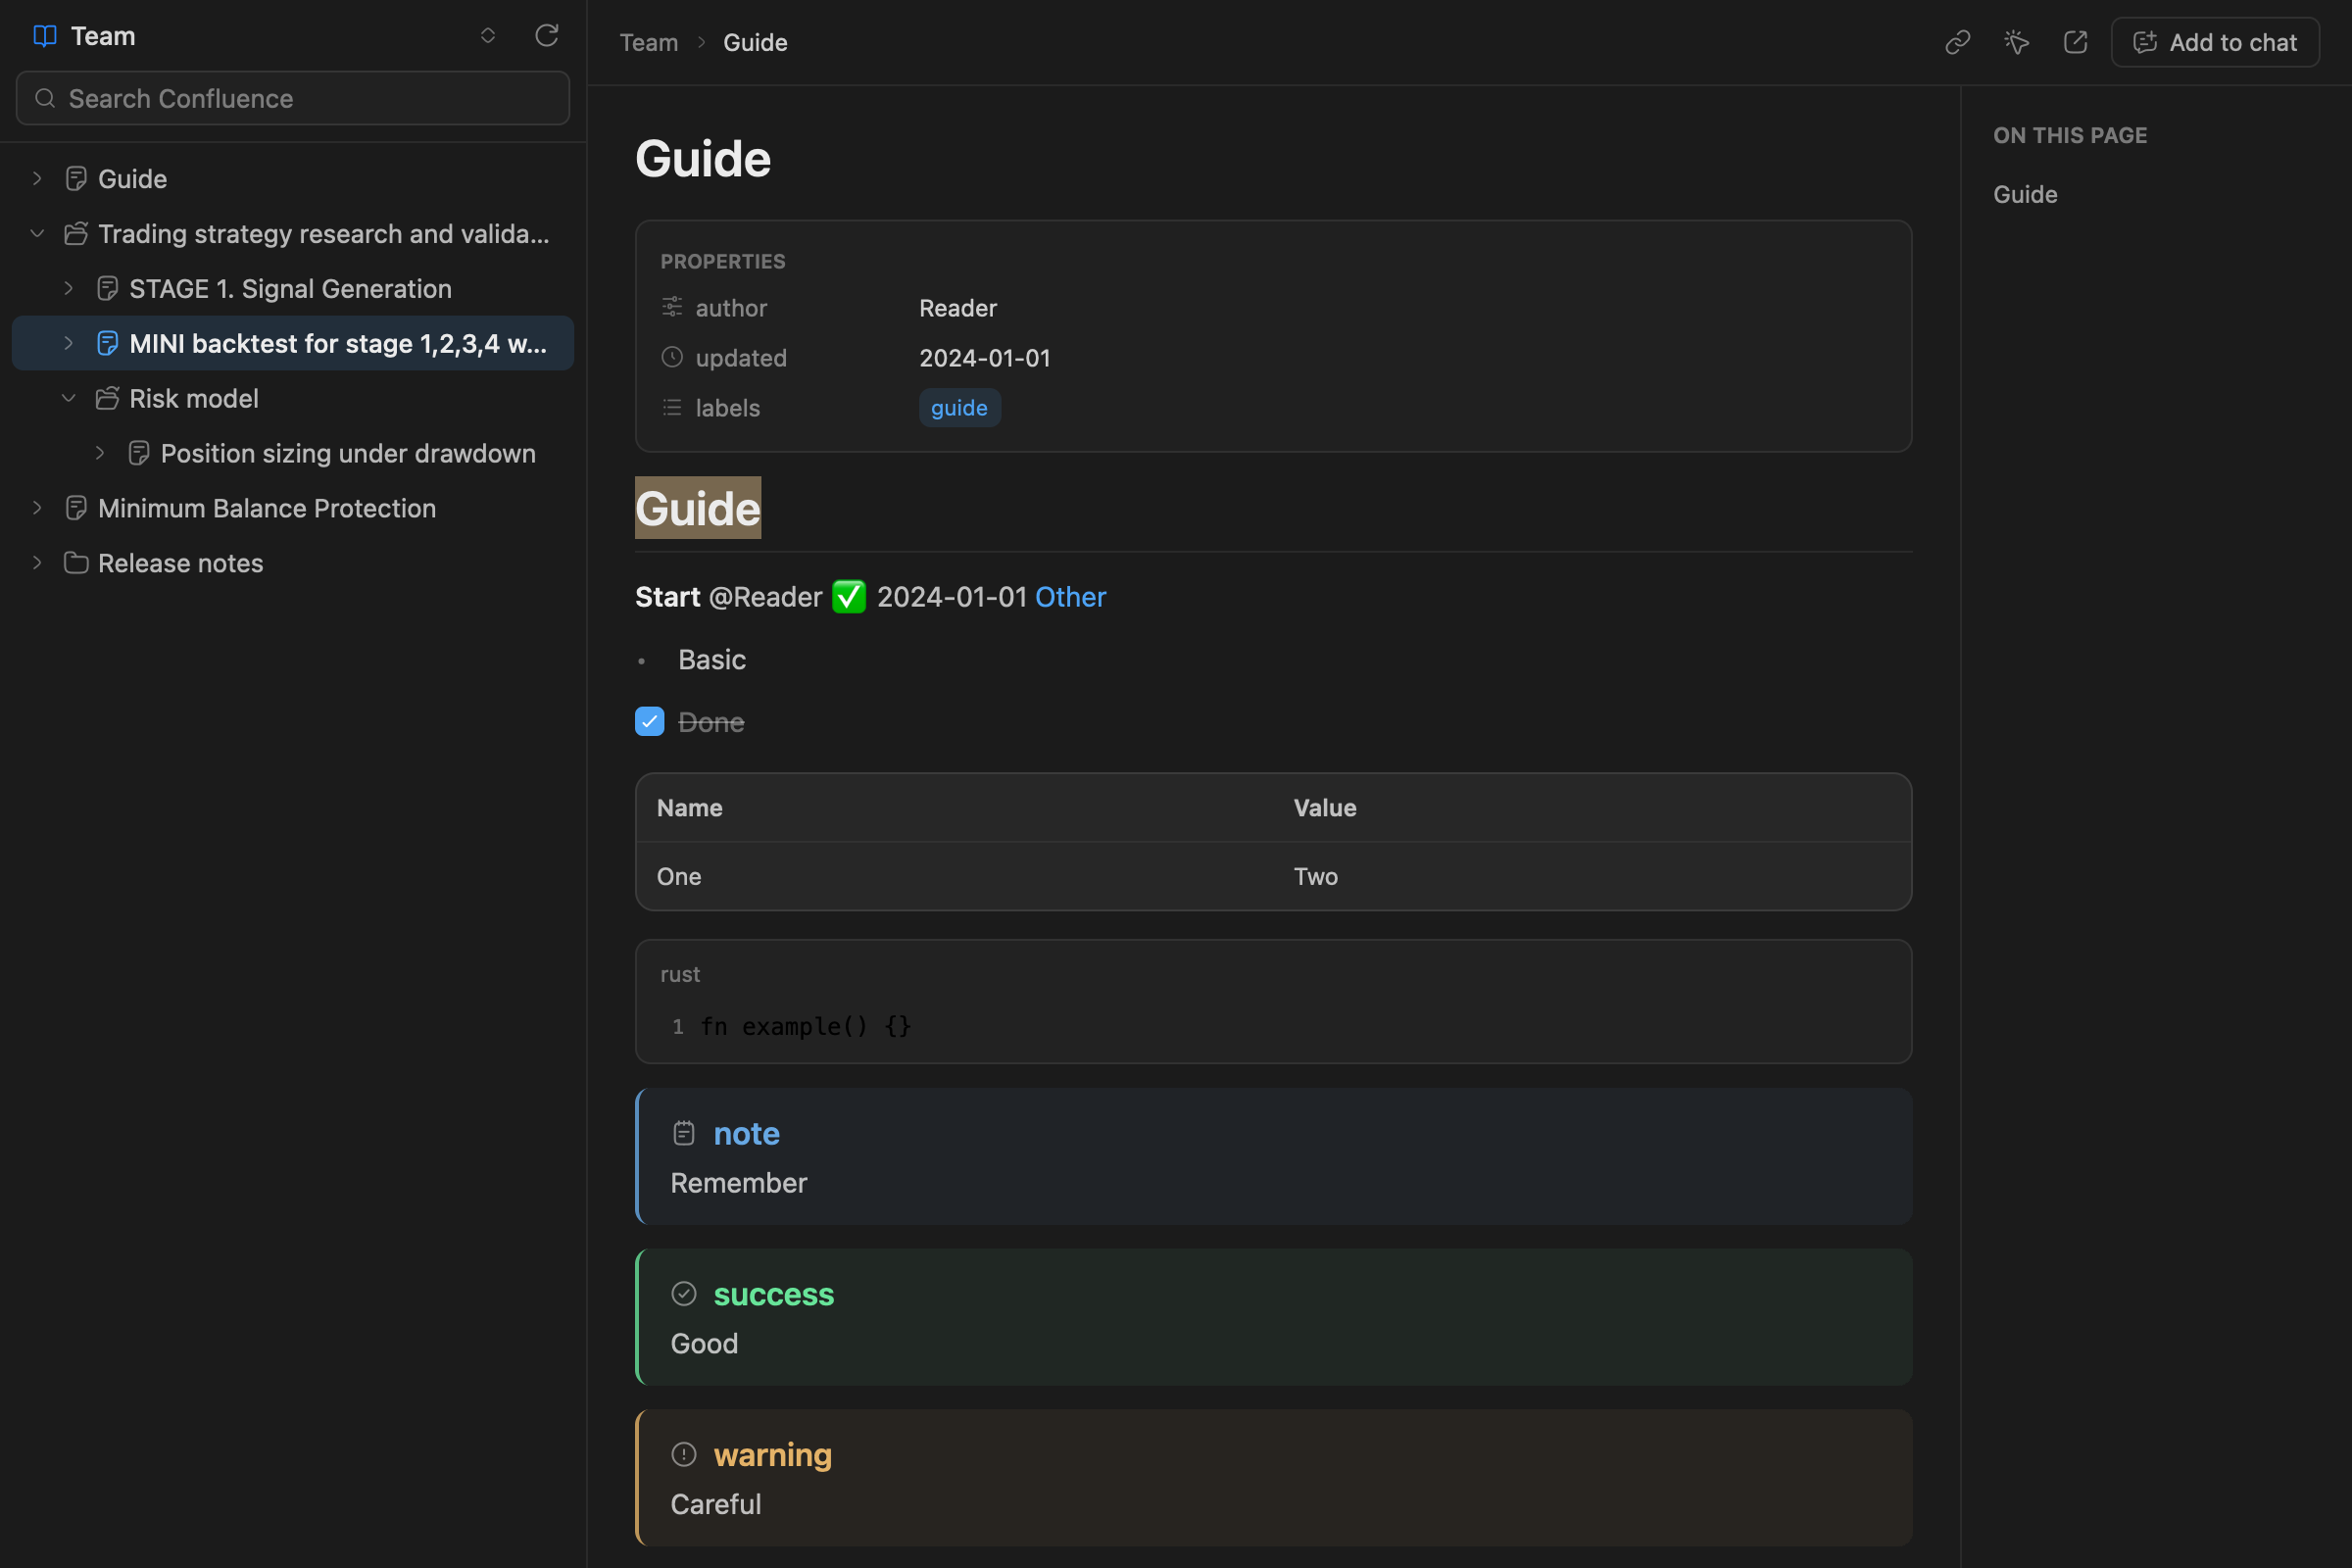 Team
Search Confluence
Guide
Trading strategy research and valida...
STAGE 1. Signal Generation
MINI backtest for stage 1,2,3,4 w...
Risk model
Position sizing under drawdown
Minimum Balance Protection
Release notes
Team > Guide
Add to chat
Guide
PROPERTIES
author Reader
updated 2024-01-01
labels guide
Guide
Start @Reader ✅ 2024-01-01 Other
• Basic
Done
Name Value
One Two
rust
1 fn example() {}
note
Remember
success
Good
warning
Careful
ON THIS PAGE
Guide